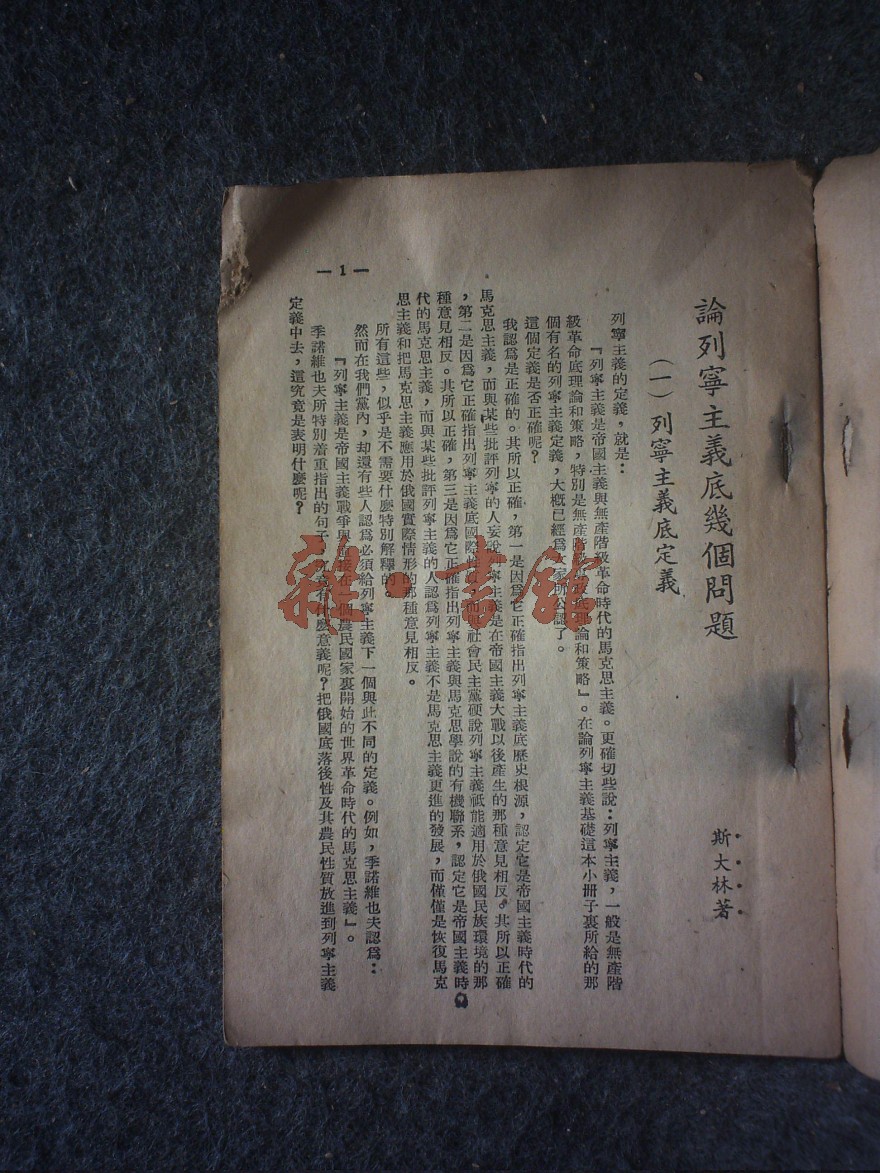 論列寧主義底幾個問題
斯大林著
（一）列寧主義底定義
列寧主義的定義，就是：
『列寧主義是帝國主義與無產階級革命時代的馬克思主義。更確切些說：列寧主義，一般是無產階
級革命底理論和策略，特別是無產階級專政底理論和策略』。在論列寧主義基礎這本小冊子裏所給的那
個有名的列寧主義定義，大概已經爲大家所公認了。
這個定義是否正確呢？
我認爲是正確的。其所以正確，第一是因爲它正確指出列寧主義底歷史根源，認定它是帝國主義時代的
馬克思主義，而與某些批評列寧的人妄說列寧主義是在帝國主義大戰以後產生的那種意見相反。其所以正確
，第二是因爲它正確指出列寧主義底國際性以而與社會民主黨硬說列寧主義祇能適用於俄國民族環境的那
種意見相反。其所以正確，第三是因爲它正確指出列寧主義與馬克思學說的有機聯系，認定它是帝國主義時
代的馬克思主義，而與某些批評列寧主義的人認爲列寧主義不是馬克思主義更進的發展，而僅僅是恢復馬克
思主義和把馬克思主義應用於俄國實際情形的那種意見相反。
所有這些，似乎是不需要什麼特別解釋的
然而在我們黨內，却還有些人認爲必須給列寧主義下一個與此不同的定義。例如，季諾維也夫認爲：
『列寧主義是帝國主義戰爭與直接在一個農民國家裏開始的世界革命時代的馬克思主義』。
季諾維也夫所特別着重指出的句子，究竟有什麼意義呢？把俄國底落後性及其農民性質放進到列寧主義
定義中去，這究竟是表明什麼呢？
— 1 —
雜·書館